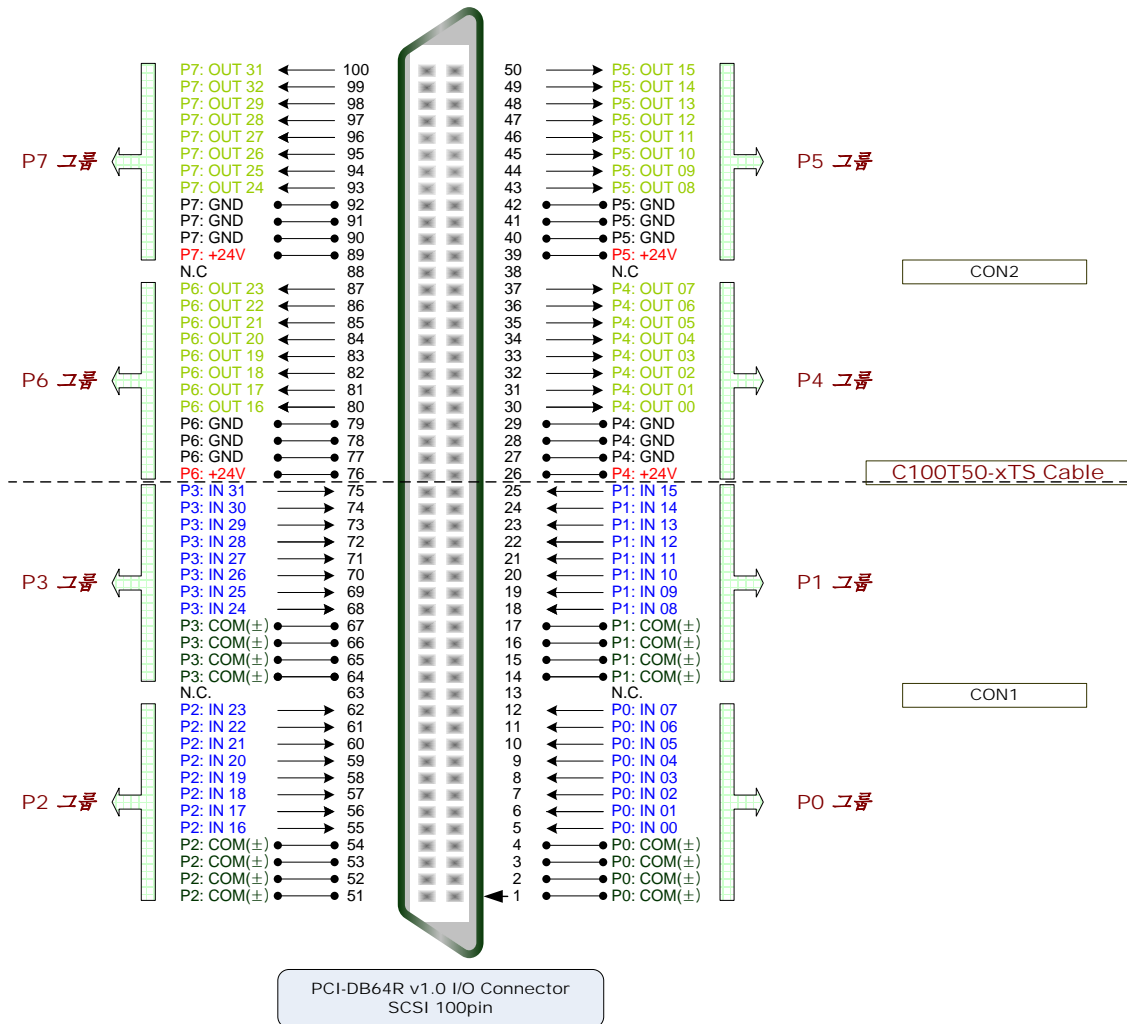 P7: OUT 31 100 50 P5: OUT 15
P7: OUT 32 99 49 P5: OUT 14
P7: OUT 29 98 48 P5: OUT 13
P7: OUT 28 97 47 P5: OUT 12
P7: OUT 27 96 46 P5: OUT 11
P7: OUT 26 95 45 P5: OUT 10
P7 그룹 P5 그룹
P7: OUT 25 94 44 P5: OUT 09
P7: OUT 24 93 43 P5: OUT 08
P7: GND 92 42 P5: GND
P7: GND 91 41 P5: GND
P7: GND 90 40 P5: GND
P7: +24V 89 39 P5: +24V
N.C 88 38 N.C CON2
P6: OUT 23 87 37 P4: OUT 07
P6: OUT 22 86 36 P4: OUT 06
P6: OUT 21 85 35 P4: OUT 05
P6: OUT 20 84 34 P4: OUT 04
P6: OUT 19 83 33 P4: OUT 03
P6: OUT 18 82 32 P4: OUT 02
P6 그룹 P4 그룹
P6: OUT 17 81 31 P4: OUT 01
P6: OUT 16 80 30 P4: OUT 00
P6: GND 79 29 P4: GND
P6: GND 78 28 P4: GND
P6: GND 77 27 P4: GND
P6: +24V 76 26 P4: +24V C100T50-xTS Cable
P3: IN 31 75 25 P1: IN 15
P3: IN 30 74 24 P1: IN 14
P3: IN 29 73 23 P1: IN 13
P3: IN 28 72 22 P1: IN 12
P3: IN 27 71 21 P1: IN 11
P3: IN 26 70 20 P1: IN 10
P3 그룹 P1 그룹
P3: IN 25 69 19 P1: IN 09
P3: IN 24 68 18 P1: IN 08
P3: COM(±) 67 17 P1: COM(±)
P3: COM(±) 66 16 P1: COM(±)
P3: COM(±) 65 15 P1: COM(±)
P3: COM(±) 64 14 P1: COM(±)
N.C. 63 13 N.C. CON1
P2: IN 23 62 12 P0: IN 07
P2: IN 22 61 11 P0: IN 06
P2: IN 21 60 10 P0: IN 05
P2: IN 20 59 9 P0: IN 04
P2: IN 19 58 8 P0: IN 03
P2: IN 18 57 7 P0: IN 02
P2 그룹 P0 그룹
P2: IN 17 56 6 P0: IN 01
P2: IN 16 55 5 P0: IN 00
P2: COM(±) 54 4 P0: COM(±)
P2: COM(±) 53 3 P0: COM(±)
P2: COM(±) 52 2 P0: COM(±)
P2: COM(±) 51 1 P0: COM(±)
PCI-DB64R v1.0 I/O Connector
SCSI 100pin